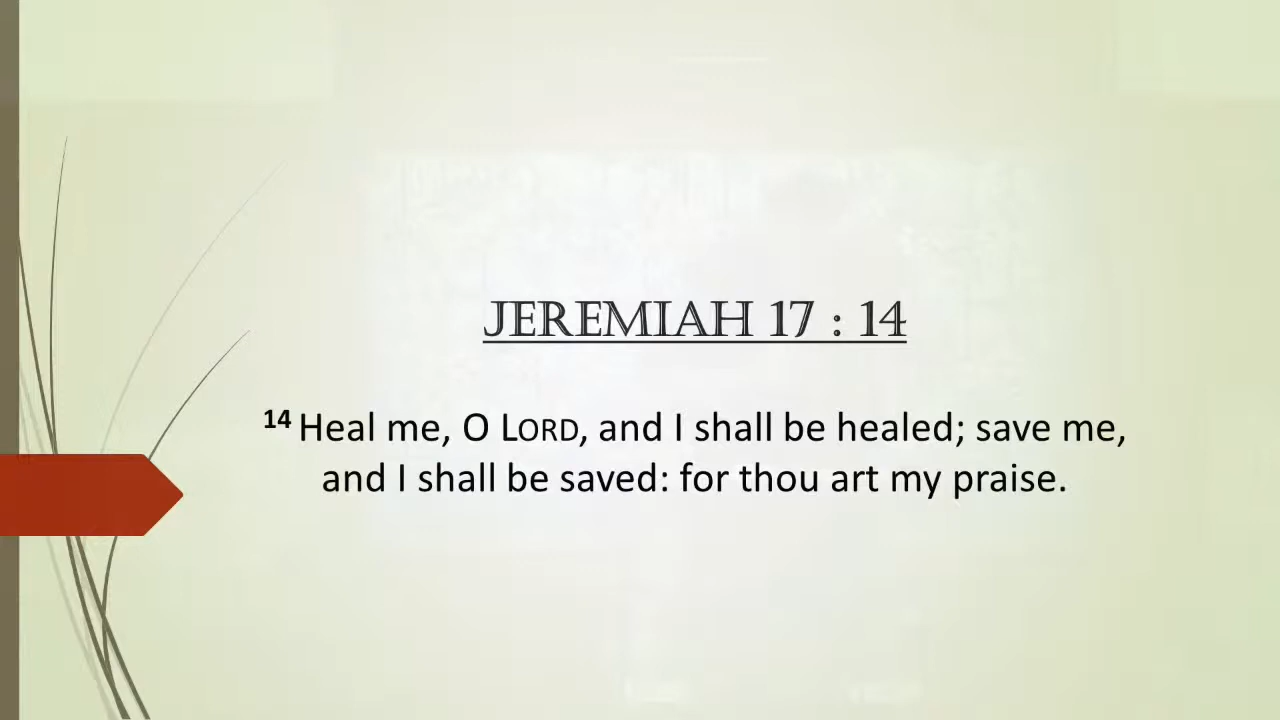 JEREMIAH 17 : 14
14 Heal me, O LORD, and I shall be healed; save me,
and I shall be saved: for thou art my praise.